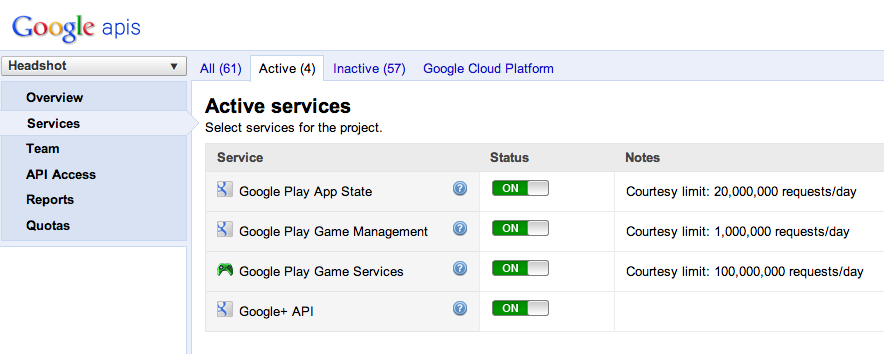 Google apis
Headshot
All (61) Active (4) Inactive (57) Google Cloud Platform
Overview
Services
Team
API Access
Reports
Quotas
Active services
Select services for the project.
Service Status Notes
Google Play App State ? ON Courtesy limit: 20,000,000 requests/day
Google Play Game Management ? ON Courtesy limit: 1,000,000 requests/day
Google Play Game Services ? ON Courtesy limit: 100,000,000 requests/day
Google+ API ? ON